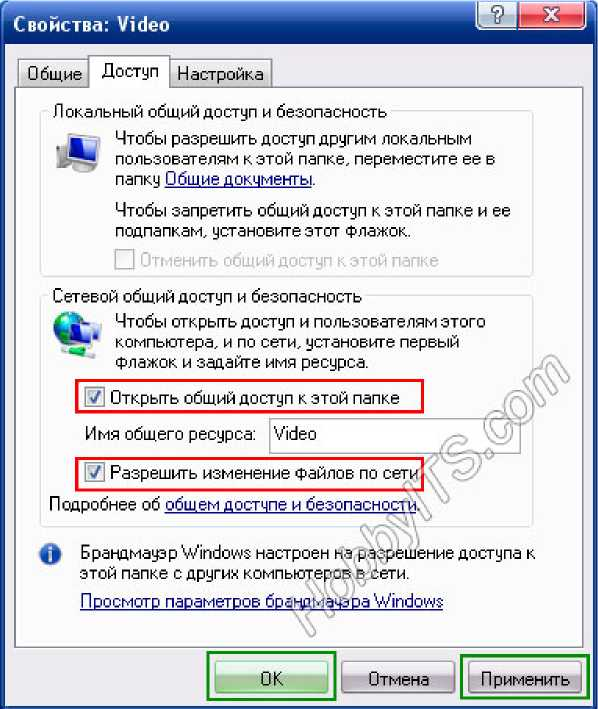 Свойства: Video
Общие
Доступ
Настройка
Локальный общий доступ и безопасность
Чтобы разрешить доступ другим локальным
пользователям к этой папке, переместите ее в
папку Общие документы.
Чтобы запретить общий доступ к этой папке и ее
подпапкам, установите этот флажок.
Отменить общий доступ к этой папке
Сетевой общий доступ и безопасность
Чтобы открыть доступ и пользователям этого
компьютера, и по сети, установите первый
флажок и задайте имя ресурса.
Открыть общий доступ к этой папке
Имя общего ресурса: Video
Разрешить изменение файлов по сети
Подробнее об общем доступе и безопасности.
Брандмауэр Windows настроен на разрешение доступа к
этой папке с других компьютеров в сети.
Просмотр параметров брандмауэра Windows
OK
Отмена
Применить
HobbyITS.com